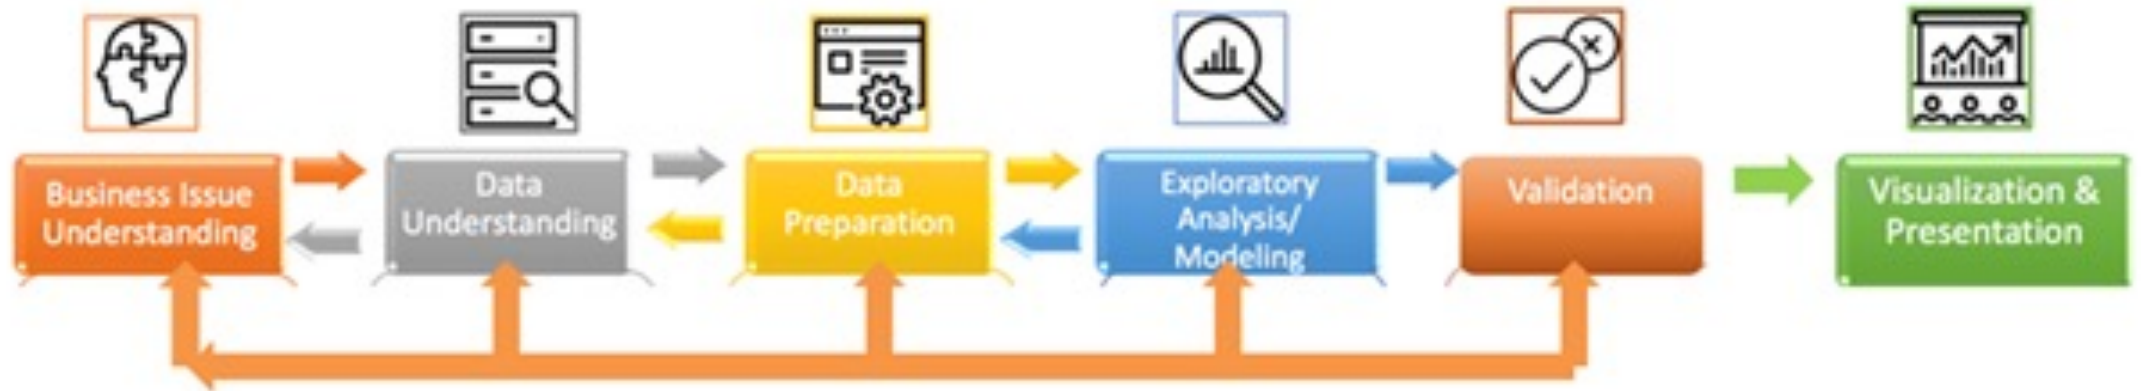 Business Issue
Understanding
Data
Understanding
Data
Preparation
Exploratory
Analysis/
Modeling
Validation
Visualization &
Presentation